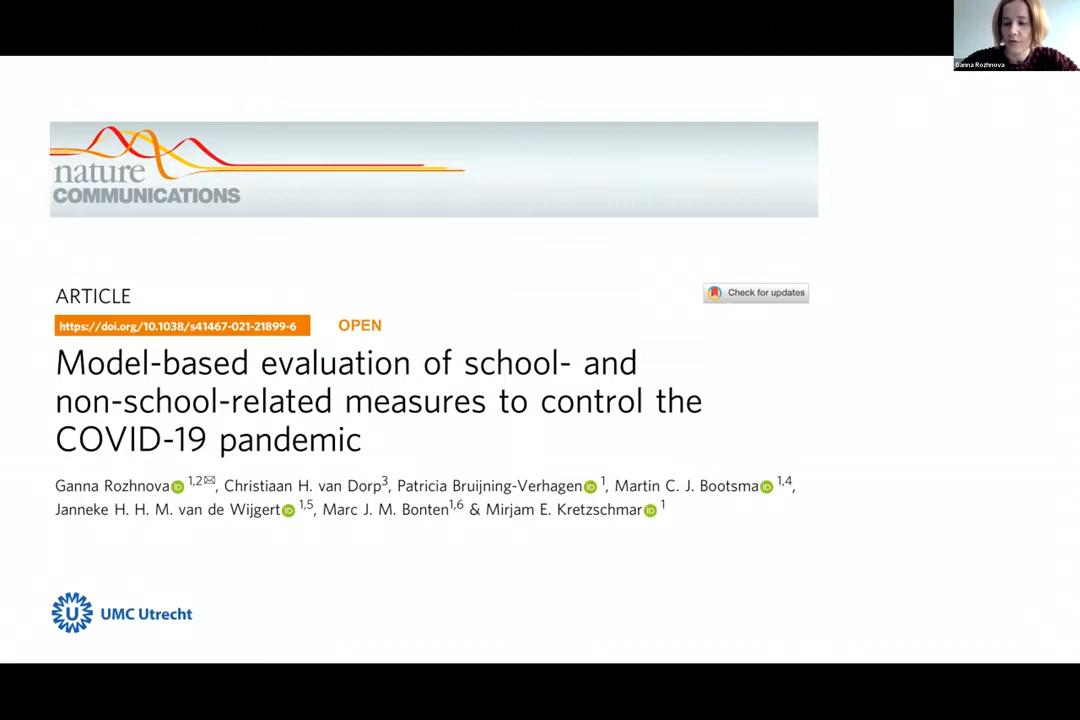 Ganna Rozhnova
nature
COMMUNICATIONS
ARTICLE
Check for updates
https://doi.org/10.1038/s41467-021-21899-6
OPEN
Model-based evaluation of school- and
non-school-related measures to control the
COVID-19 pandemic
Ganna Rozhnova 1,2✉, Christiaan H. van Dorp3, Patricia Bruijning-Verhagen 1, Martin C. J. Bootsma 1,4,
Janneke H. H. M. van de Wijgert 1,5, Marc J. M. Bonten1,6 & Mirjam E. Kretzschmar 1
UMC Utrecht